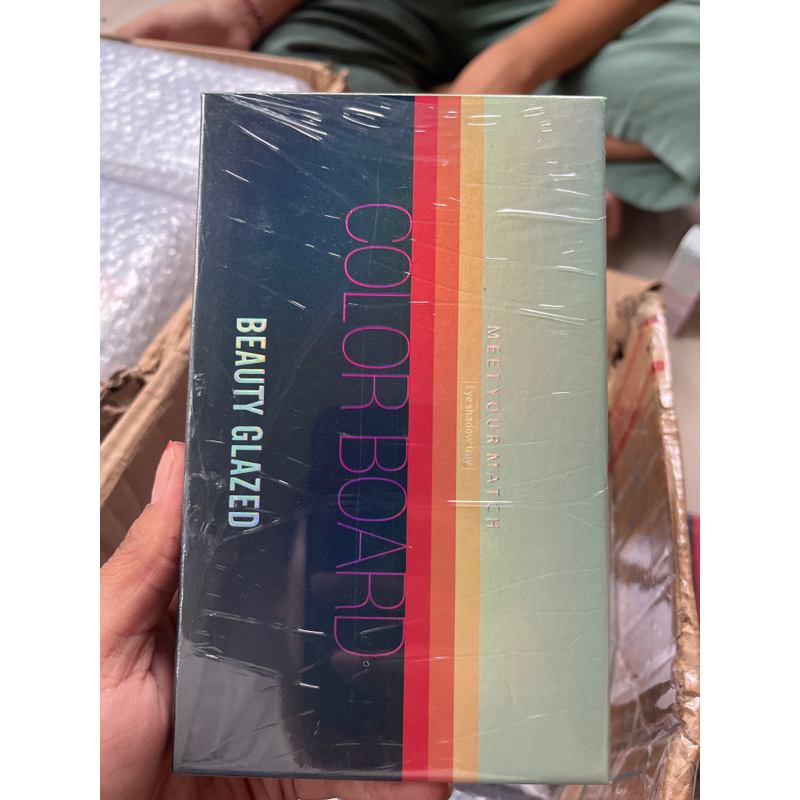 MEET YOUR MATCH
Eye shadow tray
COLOR BOARD
BEAUTY GLAZED